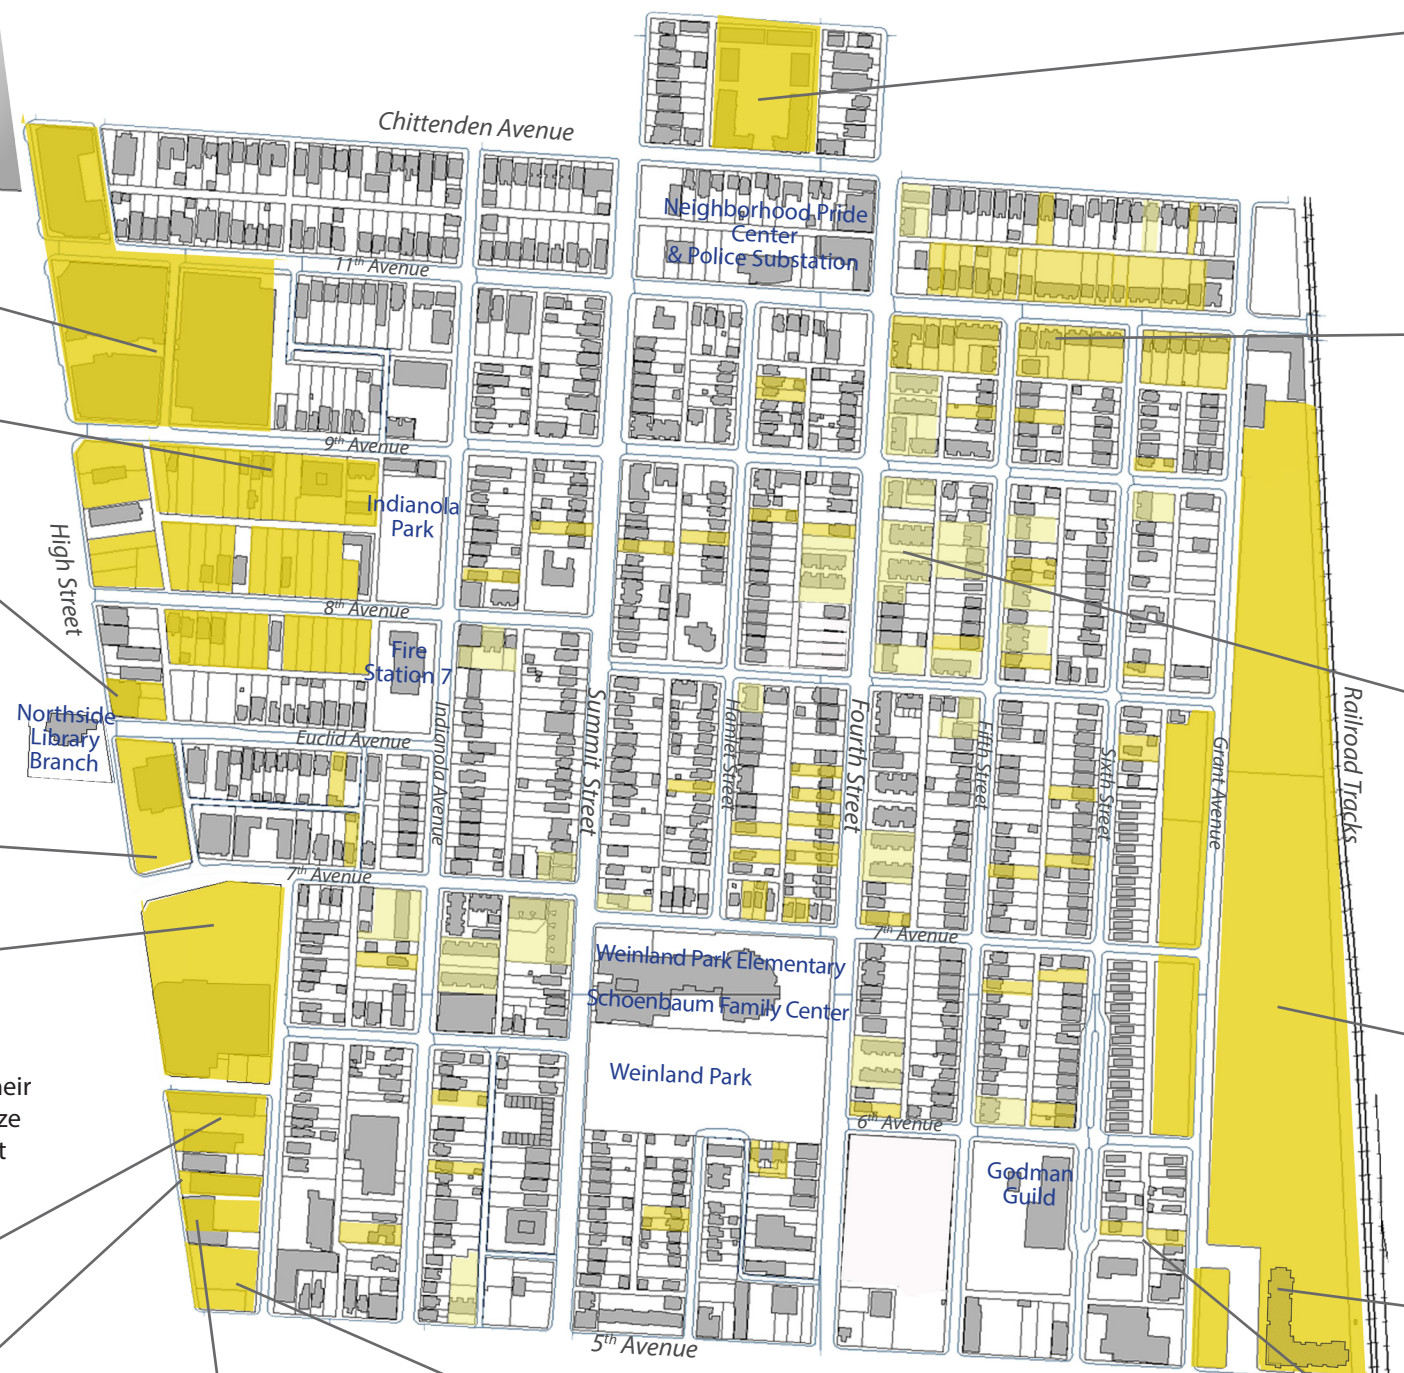 Chittenden Avenue
Neighborhood Pride
Center
& Police Substation
11th Avenue
9th Avenue
Indianola
Park
High Street
8th Avenue
Fire
Station 7
Northside
Library
Branch
Euclid Avenue
Indianola Avenue
Summit Street
Hamlet Street
Fourth Street
Fifth Street
Sixth Street
Grant Avenue
Railroad Tracks
7th Avenue
7th Avenue
Weinland Park Elementary
Schoenbaum Family Center
Weinland Park
6th Avenue
Godman
Guild
5th Avenue